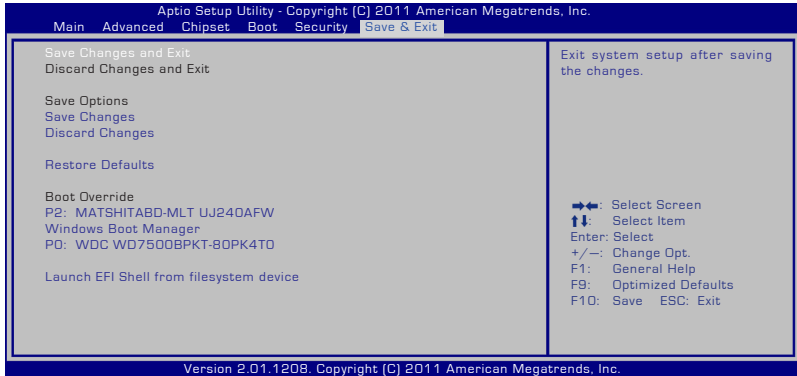 Aptio Setup Utility - Copyright (C) 2011 American Megatrends, Inc.
Main Advanced Chipset Boot Security Save & Exit
Save Changes and Exit
Discard Changes and Exit
Save Options
Save Changes
Discard Changes
Restore Defaults
Boot Override
P2: MATSHITABD-MLT UJ240AFW
Windows Boot Manager
P0: WDC WD7500BPKT-80PK4T0
Launch EFI Shell from filesystem device
Exit system setup after saving
the changes.
➡⬅: Select Screen
⬆⬇: Select Item
Enter: Select
+/—: Change Opt.
F1: General Help
F9: Optimized Defaults
F10: Save ESC: Exit
Version 2.01.1208. Copyright (C) 2011 American Megatrends, Inc.